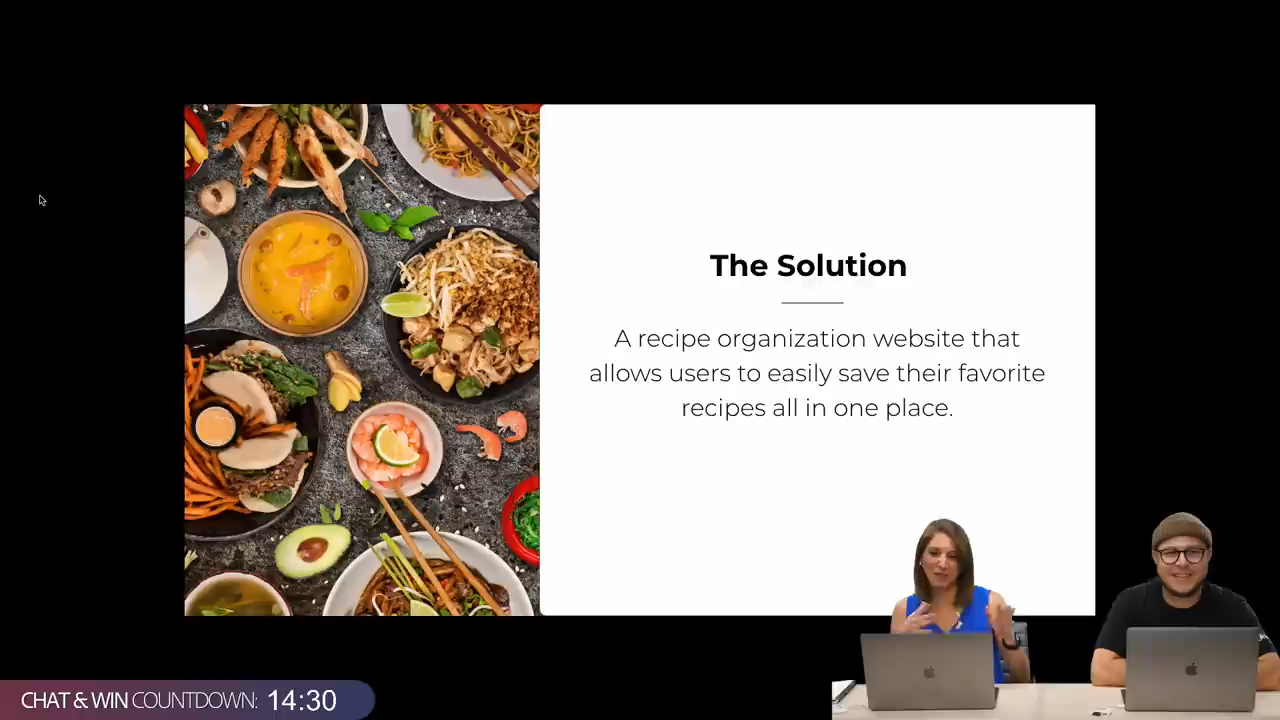 The Solution
A recipe organization website that
allows users to easily save their favorite
recipes all in one place.
CHAT & WIN COUNTDOWN: 14:30